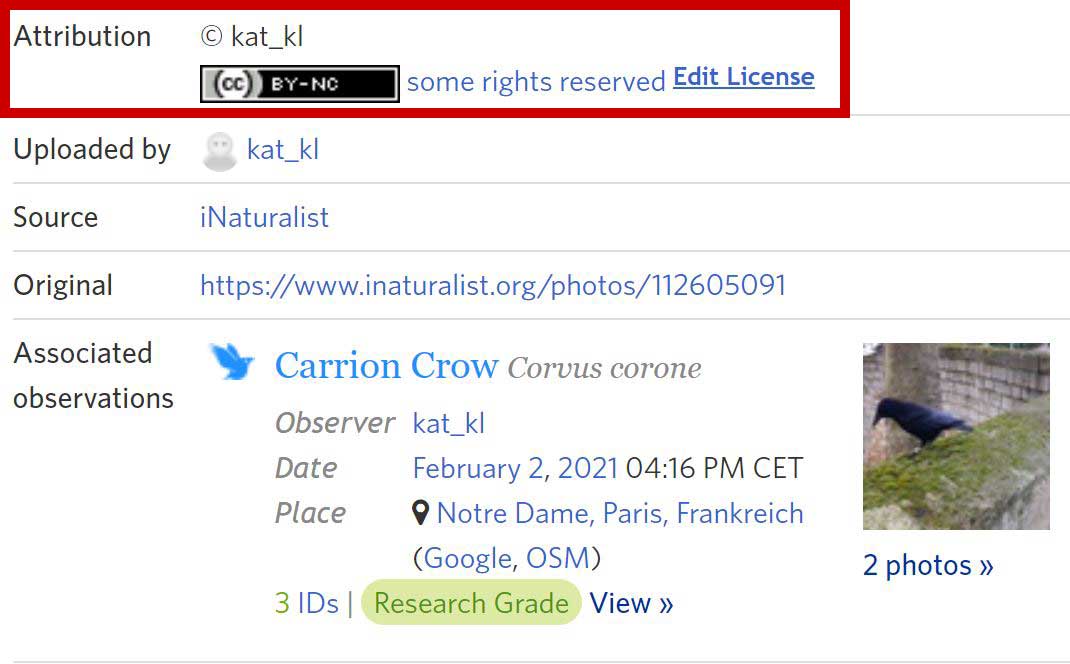 Attribution © kat_kl
cc BY-NC some rights reserved Edit License
Uploaded by kat_kl
Source iNaturalist
Original https://www.inaturalist.org/photos/112605091
Associated observations
Carrion Crow Corvus corone
Observer kat_kl
Date February 2, 2021 04:16 PM CET
Place Notre Dame, Paris, Frankreich
(Google, OSM)
3 IDs | Research Grade View »
2 photos »